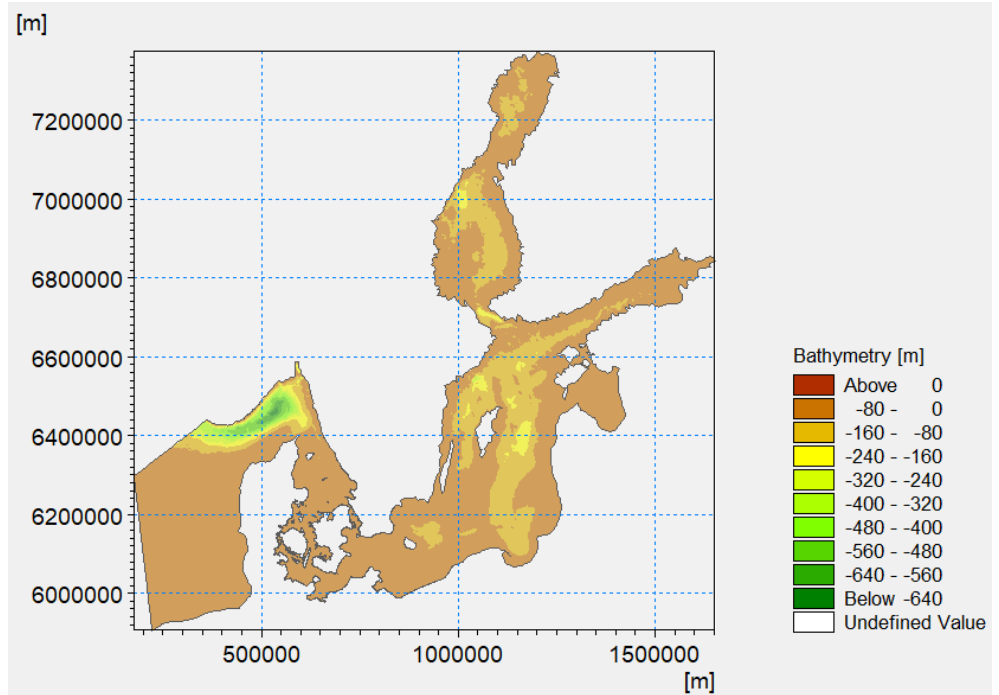 [m]
7200000
7000000
6800000
6600000
6400000
6200000
6000000
500000 1000000 1500000
[m]
Bathymetry [m]
Above 0
-80 - 0
-160 - -80
-240 - -160
-320 - -240
-400 - -320
-480 - -400
-560 - -480
-640 - -560
Below -640
Undefined Value